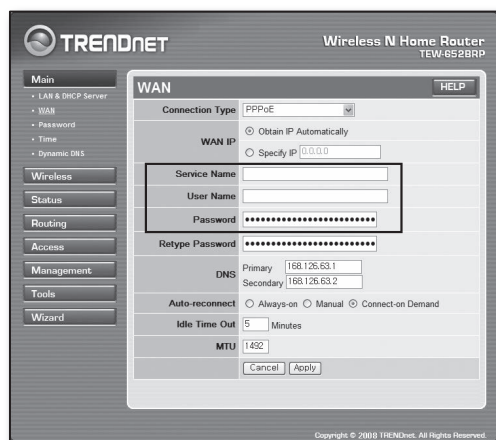 TRENDNET
Wireless N Home Router
TEW-652BRP
Main
• LAN & DHCP Server
• WAN
• Password
• Time
• Dynamic DNS
Wireless
Status
Routing
Access
Management
Tools
Wizard
WAN
HELP
Connection Type PPPoE
WAN IP
Obtain IP Automatically
Specify IP 0.0.0.0
Service Name
User Name
Password •••••••••••••••••••••••••
Retype Password •••••••••••••••••••••••••
DNS
Primary 168.126.63.1
Secondary 168.126.63.2
Auto-reconnect Always-on Manual Connect-on Demand
Idle Time Out 5 Minutes
MTU 1492
Cancel Apply
Copyright © 2008 TRENDnet. All Rights Reserved.